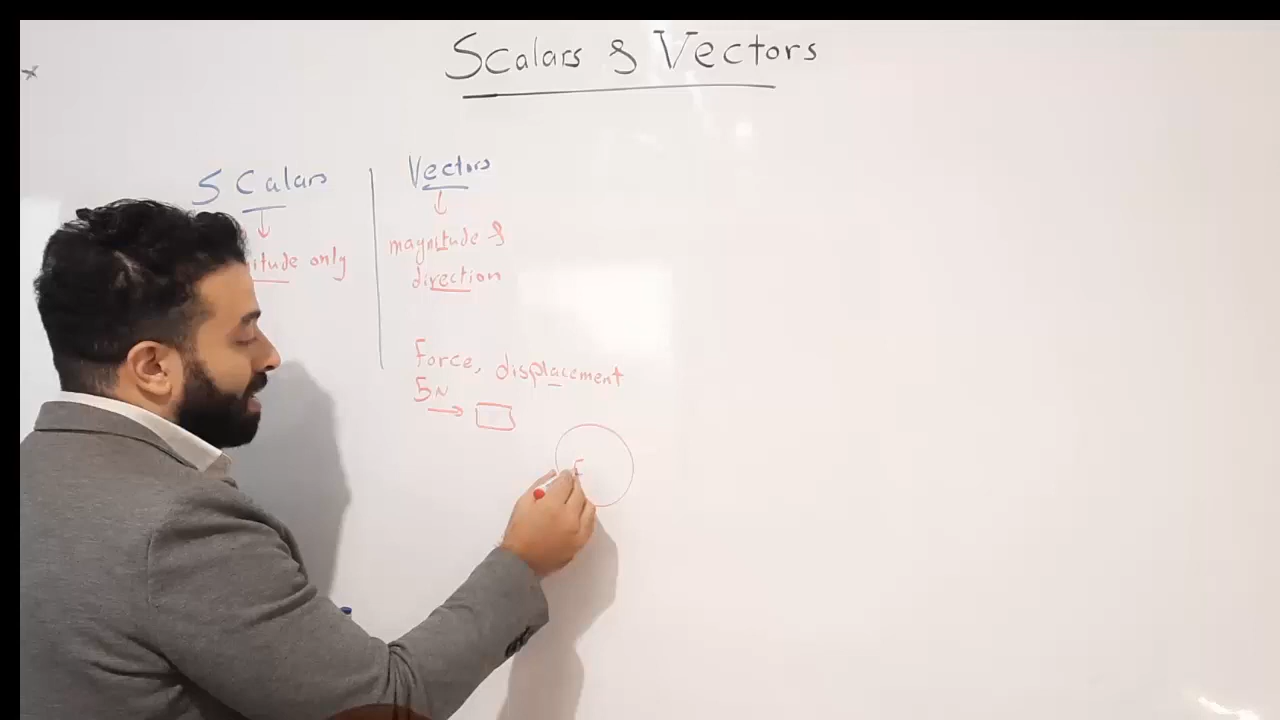 Scalars & Vectors
Scalars
itude only
Vectors
magnitude &
direction
Force, displacement
5N